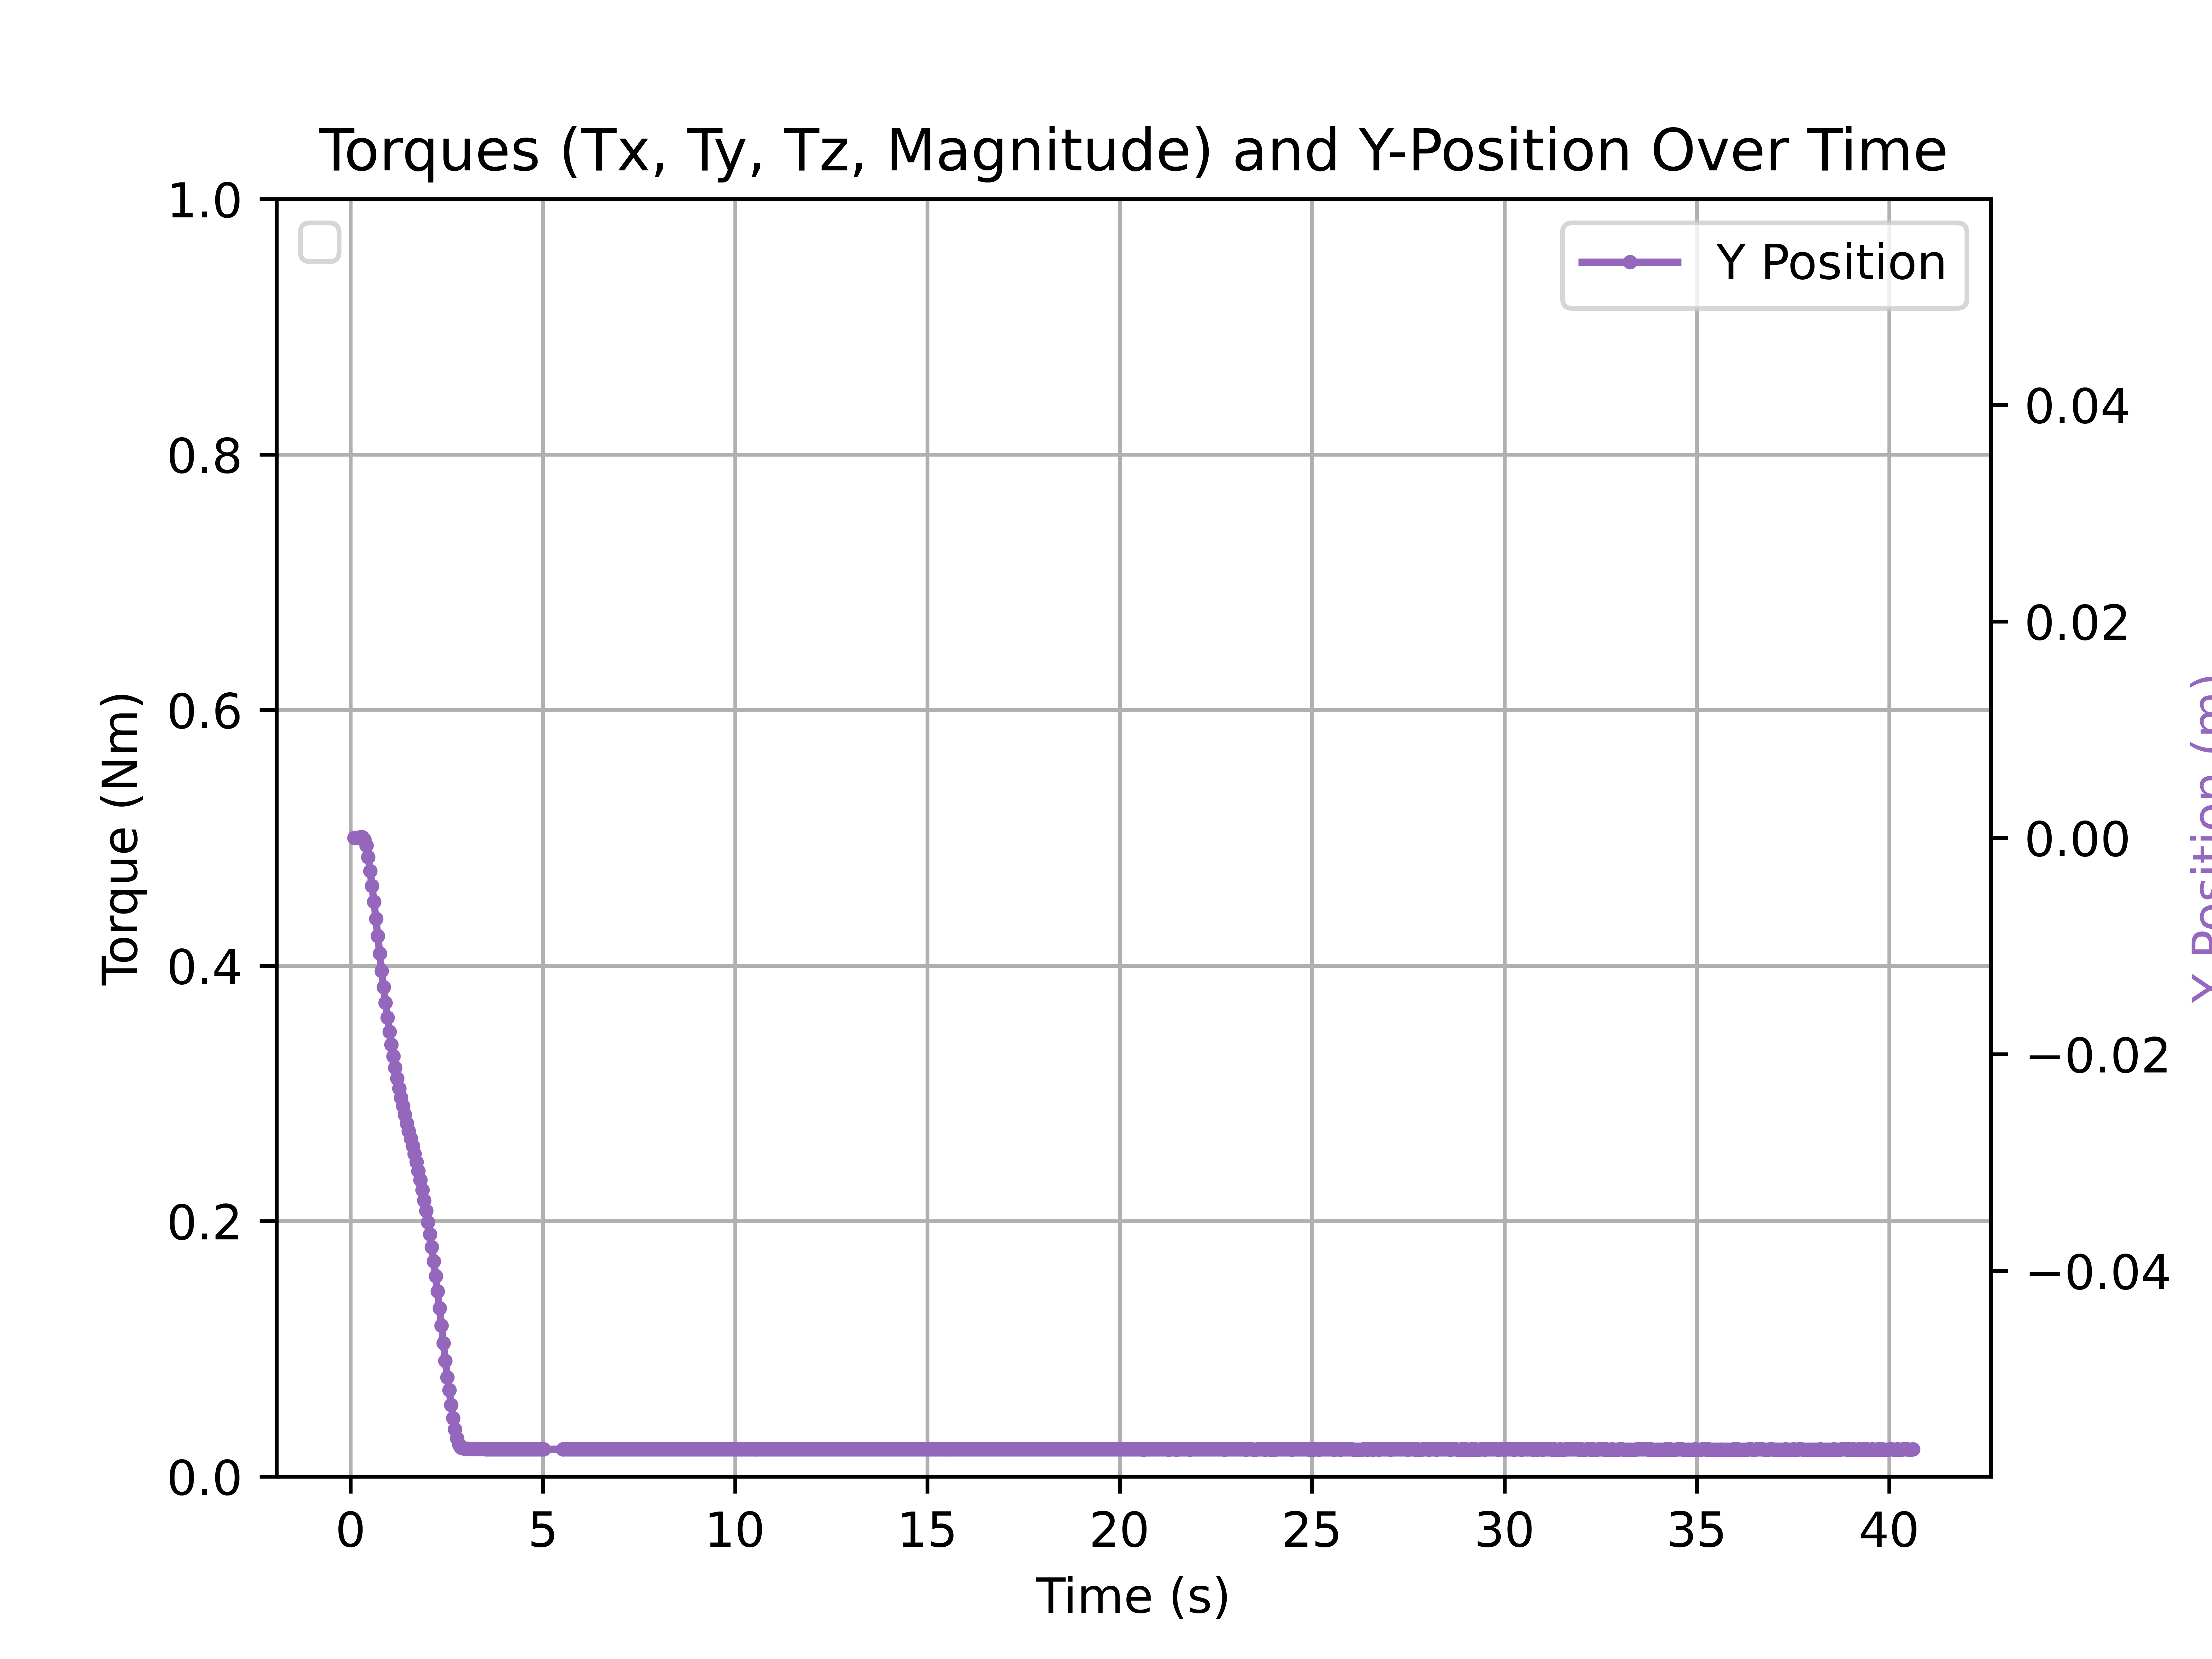 Torques (Tx, Ty, Tz, Magnitude) and Y-Position Over Time
Y Position
1.0
0.8
0.6
0.4
0.2
0.0
Torque (Nm)
0.04
0.02
0.00
−0.02
−0.04
Y Position (m)
0 5 10 15 20 25 30 35 40
Time (s)